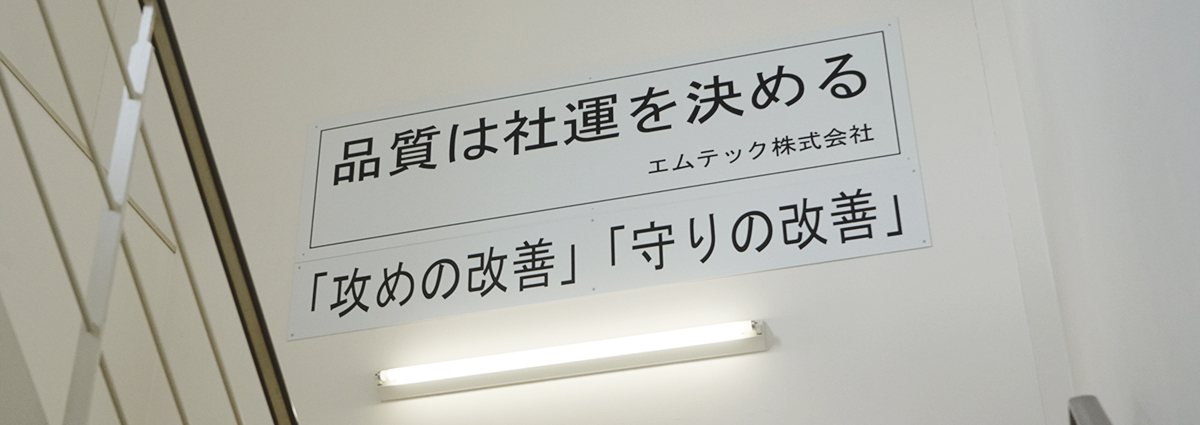 品質は社運を決める
エムテック株式会社
「攻めの改善」「守りの改善」